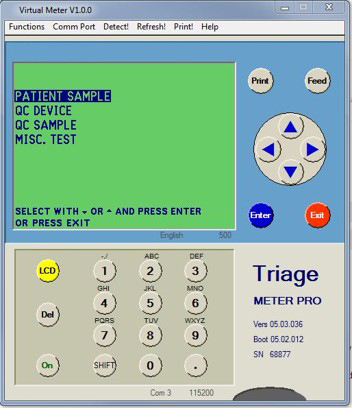 Virtual Meter V1.0.0
Functions Comm Port Detect! Refresh! Print! Help
PATIENT SAMPLE
QC DEVICE
QC SAMPLE
MISC. TEST
SELECT WITH OR AND PRESS ENTER
OR PRESS EXIT
English 500
Print Feed
Enter Exit
LCD
-./ ABC DEF
1 2 3
GHI JKL MNO
Del 4 5 6
PQRS TUV WXYZ
7 8 9
On SHIFT 0 .
Triage
METER PRO
Vers 05.03.036
Boot 05.02.012
SN 68877
Com 3 115200